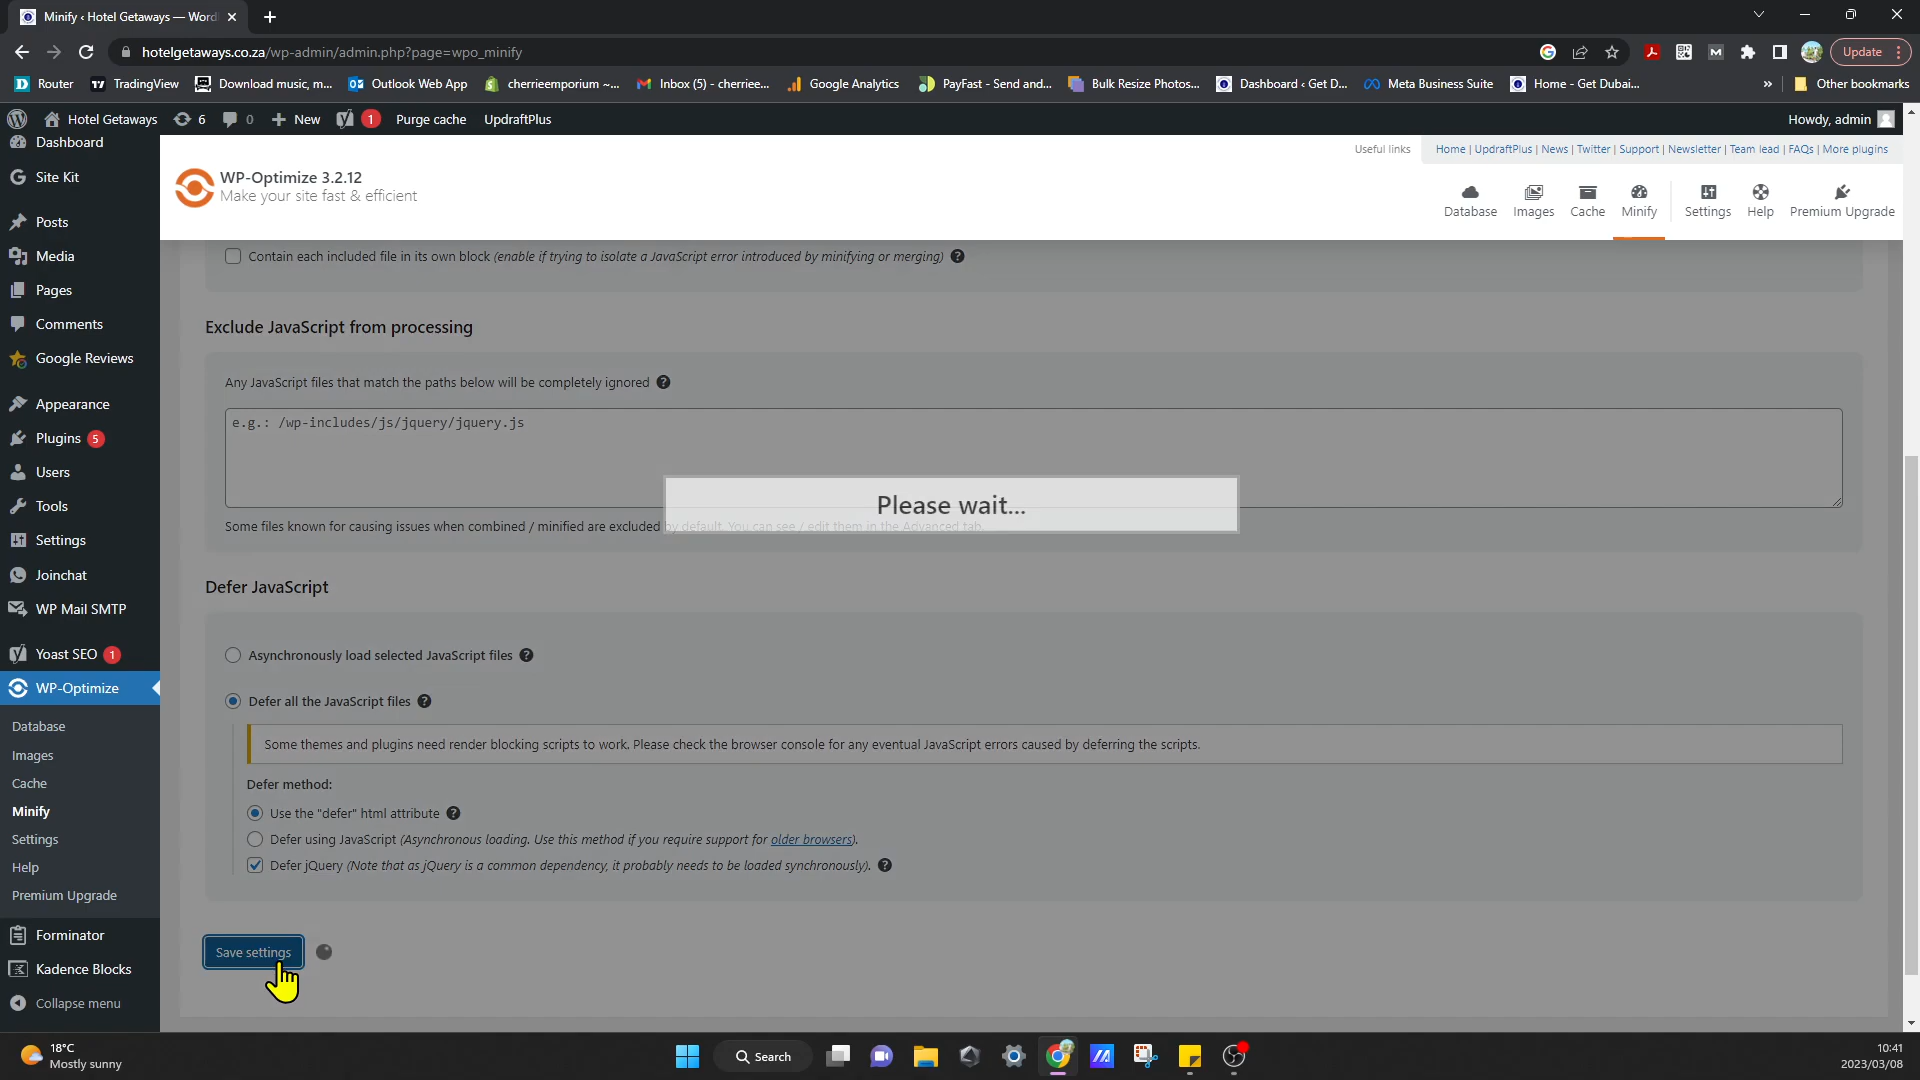 Minify ‹ Hotel Getaways — Word
hotelgetaways.co.za/wp-admin/admin.php?page=wpo_minify
Update
Router
TradingView
Download music, m...
Outlook Web App
cherrieemporium ~...
Inbox (5) - cherriee...
Google Analytics
PayFast - Send and...
Bulk Resize Photos...
Dashboard ‹ Get D...
Meta Business Suite
Home - Get Dubai...
»
Other bookmarks
Hotel Getaways
6
0
New
1
Purge cache
UpdraftPlus
Howdy, admin
Dashboard
Site Kit
Posts
Media
Pages
Comments
Google Reviews
Appearance
Plugins 5
Users
Tools
Settings
Joinchat
WP Mail SMTP
Yoast SEO 1
WP-Optimize
Database
Images
Cache
Minify
Settings
Help
Premium Upgrade
Forminator
Kadence Blocks
Collapse menu
Useful links
Home | UpdraftPlus | News | Twitter | Support | Newsletter | Team lead | FAQs | More plugins
WP-Optimize 3.2.12
Make your site fast & efficient
Database
Images
Cache
Minify
Settings
Help
Premium Upgrade
Contain each included file in its own block (enable if trying to isolate a JavaScript error introduced by minifying or merging)
Exclude JavaScript from processing
Any JavaScript files that match the paths below will be completely ignored
e.g.: /wp-includes/js/jquery/jquery.js
Please wait...
Some files known for causing issues when combined / minified are excluded by default. You can see / edit them in the Advanced tab.
Defer JavaScript
Asynchronously load selected JavaScript files
Defer all the JavaScript files
Some themes and plugins need render blocking scripts to work. Please check the browser console for any eventual JavaScript errors caused by deferring the scripts.
Defer method:
Use the "defer" html attribute
Defer using JavaScript (Asynchronous loading. Use this method if you require support for older browsers).
Defer jQuery (Note that as jQuery is a common dependency, it probably needs to be loaded synchronously).
Save settings
18°C
Mostly sunny
Search
10:41
2023/03/08